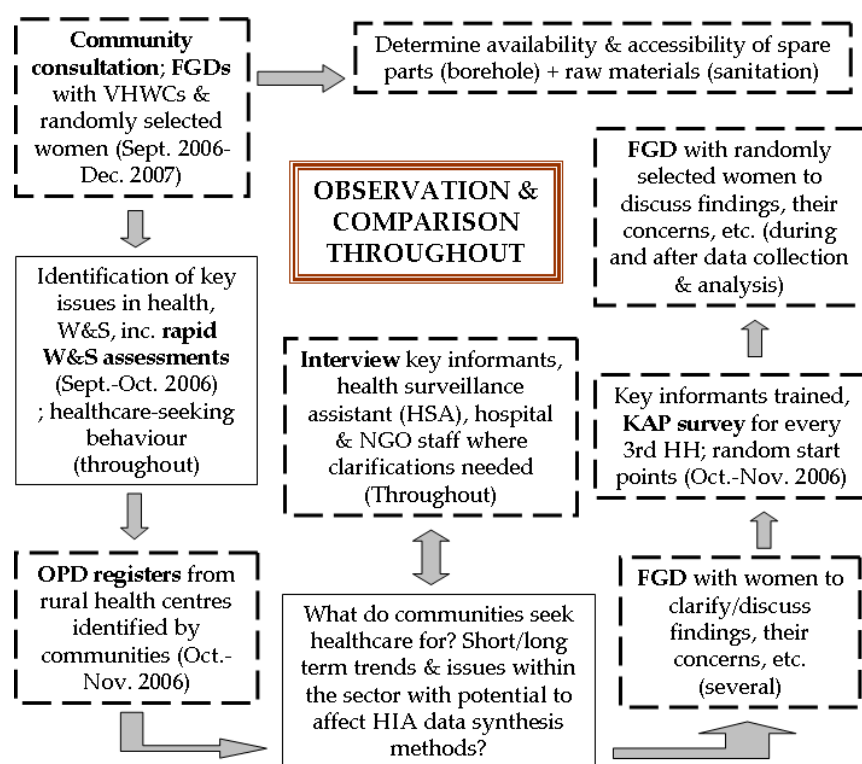 Community
consultation; FGDs
with VHWCs &
randomly selected
women (Sept. 2006-
Dec. 2007)
Determine availability & accessibility of spare
parts (borehole) + raw materials (sanitation)
OBSERVATION &
COMPARISON
THROUGHOUT
FGD with randomly
selected women to
discuss findings, their
concerns, etc. (during
and after data collection
& analysis)
Identification of key
issues in health,
W&S, inc. rapid
W&S assessments
(Sept.-Oct. 2006)
; healthcare-seeking
behaviour
(throughout)
Interview key informants,
health surveillance
assistant (HSA), hospital
& NGO staff where
clarifications needed
(Throughout)
Key informants trained,
KAP survey for every
3rd HH; random start
points (Oct.-Nov. 2006)
OPD registers from
rural health centres
identified by
communities (Oct.-
Nov. 2006)
What do communities seek
healthcare for? Short/long
term trends & issues within
the sector with potential to
affect HIA data synthesis
methods?
FGD with women to
clarify/discuss
findings, their
concerns, etc.
(several)